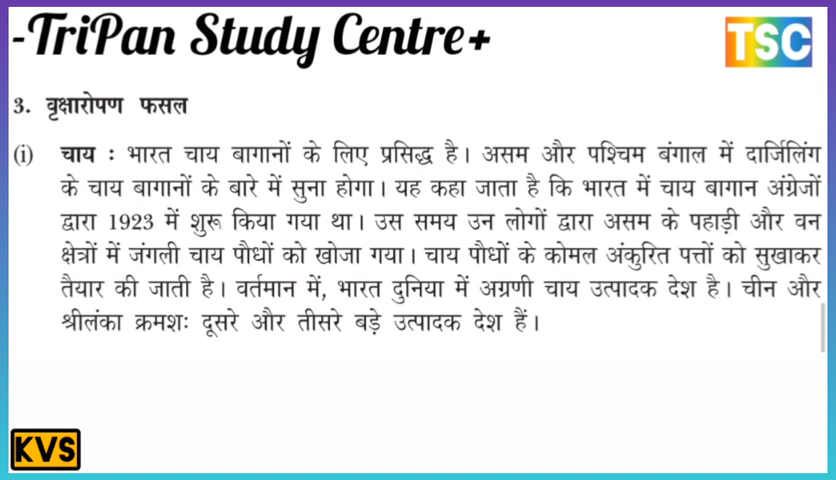 -TriPan Study Centre+
TSC
3. वृक्षारोपण फसल
(i) चाय : भारत चाय बागानों के लिए प्रसिद्ध है। असम और पश्चिम बंगाल में दार्जिलिंग
के चाय बागानों के बारे में सुना होगा। यह कहा जाता है कि भारत में चाय बागान अंग्रेजों
द्वारा 1923 में शुरू किया गया था। उस समय उन लोगों द्वारा असम के पहाड़ी और वन
क्षेत्रों में जंगली चाय पौधों को खोजा गया। चाय पौधों के कोमल अंकुरित पत्तों को सुखाकर
तैयार की जाती है। वर्तमान में, भारत दुनिया में अग्रणी चाय उत्पादक देश है। चीन और
श्रीलंका क्रमशः दूसरे और तीसरे बड़े उत्पादक देश हैं।
KVS